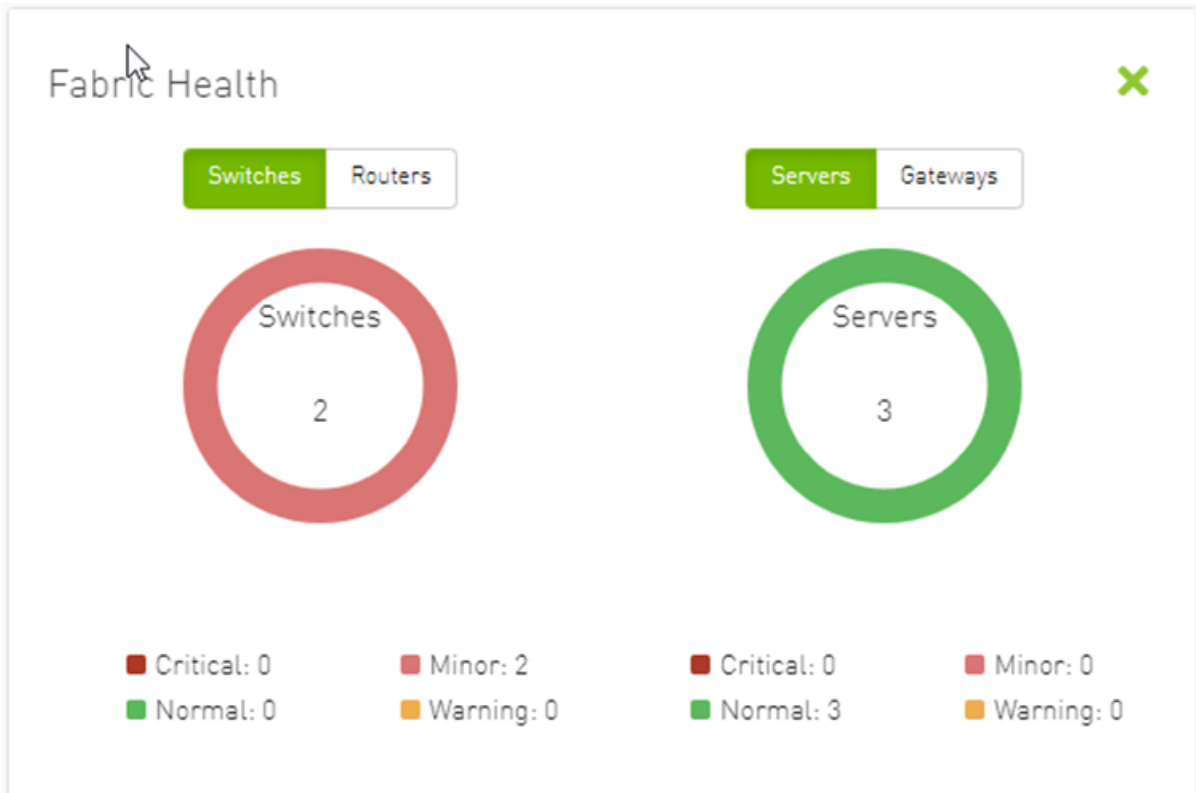 Fabric Health
Switches Routers
Servers Gateways
Switches
2
Servers
3
Critical: 0 Minor: 2
Normal: 0 Warning: 0
Critical: 0 Minor: 0
Normal: 3 Warning: 0